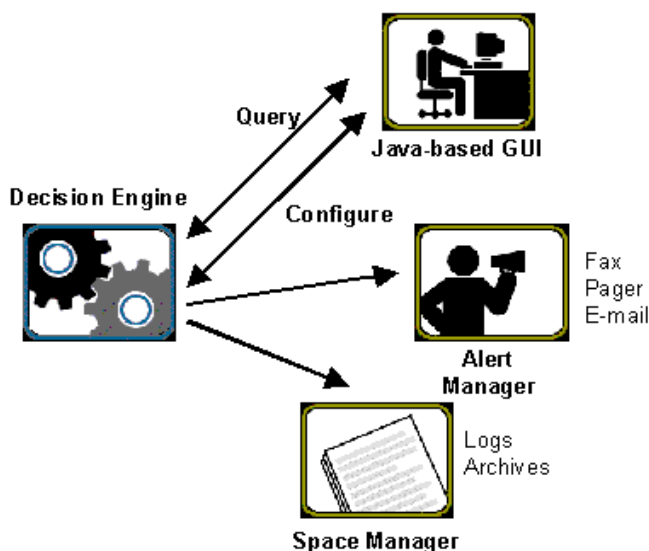 Query
Java-based GUI
Decision Engine
Configure
Fax
Pager
E-mail
Alert
Manager
Logs
Archives
Space Manager